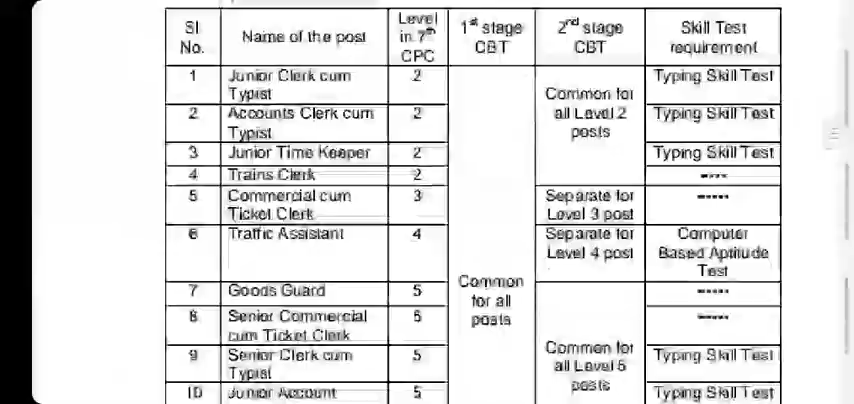 Sl No. | Name of the post | Level in 7th CPC | 1st stage CBT | 2nd stage CBT | Skill Test requirement
1 | Junior Clerk cum Typist | 2 | Common for all posts | Common for all Level 2 posts | Typing Skill Test
2 | Accounts Clerk cum Typist | 2 | Typing Skill Test
3 | Junior Time Keeper | 2 | Typing Skill Test
4 | Trains Clerk | 2 | ----
5 | Commercial cum Ticket Clerk | 3 | Separate for Level 3 post | -----
6 | Traffic Assistant | 4 | Separate for Level 4 post | Computer Based Aptitude Test
7 | Goods Guard | 5 | Common for all Level 5 posts | -----
8 | Senior Commercial cum Ticket Clerk | 5 | -----
9 | Senior Clerk cum Typist | 5 | Typing Skill Test
10 | Junior Account | 5 | Typing Skill Test